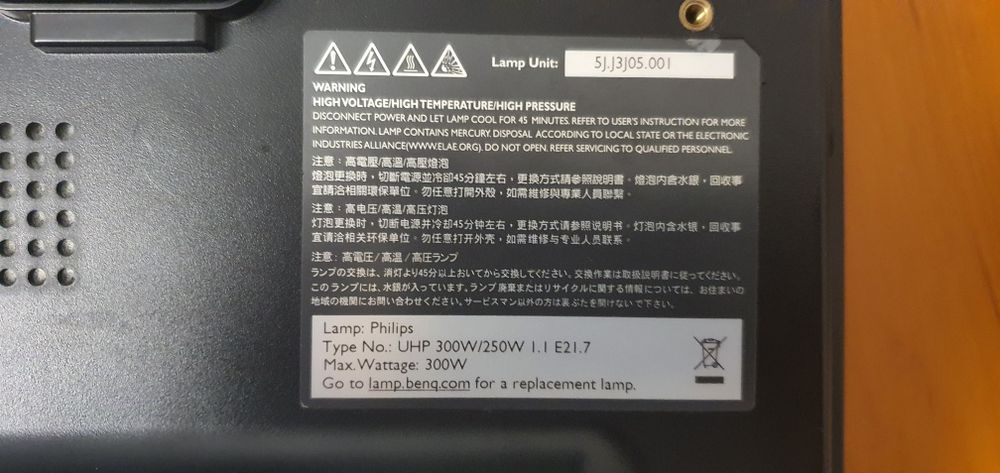 Lamp Unit: 5J.J3J05.001
WARNING
HIGH VOLTAGE/HIGH TEMPERATURE/HIGH PRESSURE
DISCONNECT POWER AND LET LAMP COOL FOR 45 MINUTES. REFER TO USER'S INSTRUCTION FOR MORE
INFORMATION. LAMP CONTAINS MERCURY. DISPOSAL ACCORDING TO LOCAL STATE OR THE ELECTRONIC
INDUSTRIES ALLIANCE(WWW.ELAE.ORG). DO NOT OPEN. REFER SERVICING TO QUALIFIED PERSONNEL.
注意：高電壓/高溫/高壓燈泡
燈泡更換時，切斷電源並冷卻45分鐘左右，更換方式請參照說明書。燈泡內含水銀，回收事
宜請洽相關環保單位。勿任意打開外殼，如需維修與專業人員聯繫。
注意：高电压/高温/高压灯泡
灯泡更换时，切断电源并冷却45分钟左右，更换方式请参照说明书。灯泡内含水银，回收事
宜请洽相关环保单位。勿任意打开外壳，如需维修与专业人员联系。
注意：高電圧/高温/高圧ランプ
ランプの交換は、消灯より45分以上おいてから交換してください。交換作業は取扱説明書に従ってください。
このランプには、水銀が入っています。ランプ廃棄またはリサイクルに関する情報については、お住まいの
地域の機関にお問い合わせください。サービスマン以外の方は裏ぶたを開けないで下さい。
Lamp: Philips
Type No.: UHP 300W/250W 1.1 E21.7
Max. Wattage: 300W
Go to lamp.benq.com for a replacement lamp.